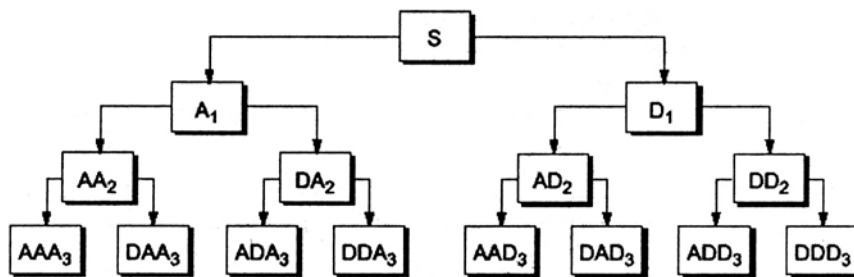 S
A₁ D₁
AA₂ DA₂ AD₂ DD₂
AAA₃ DAA₃ ADA₃ DDA₃ AAD₃ DAD₃ ADD₃ DDD₃